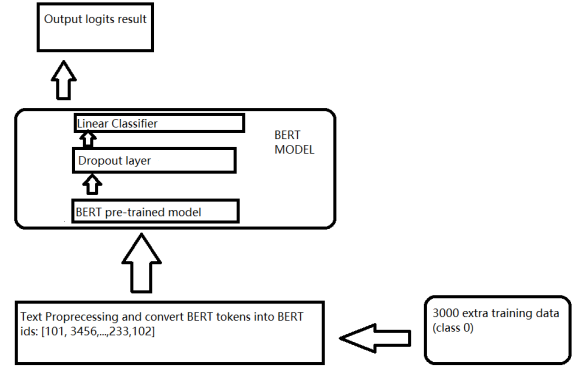 Output logits result
Linear Classifier
BERT
MODEL
Dropout layer
BERT pre-trained model
Text Proprecessing and convert BERT tokens into BERT
ids: [101, 3456,...,233,102]
3000 extra training data
(class 0)